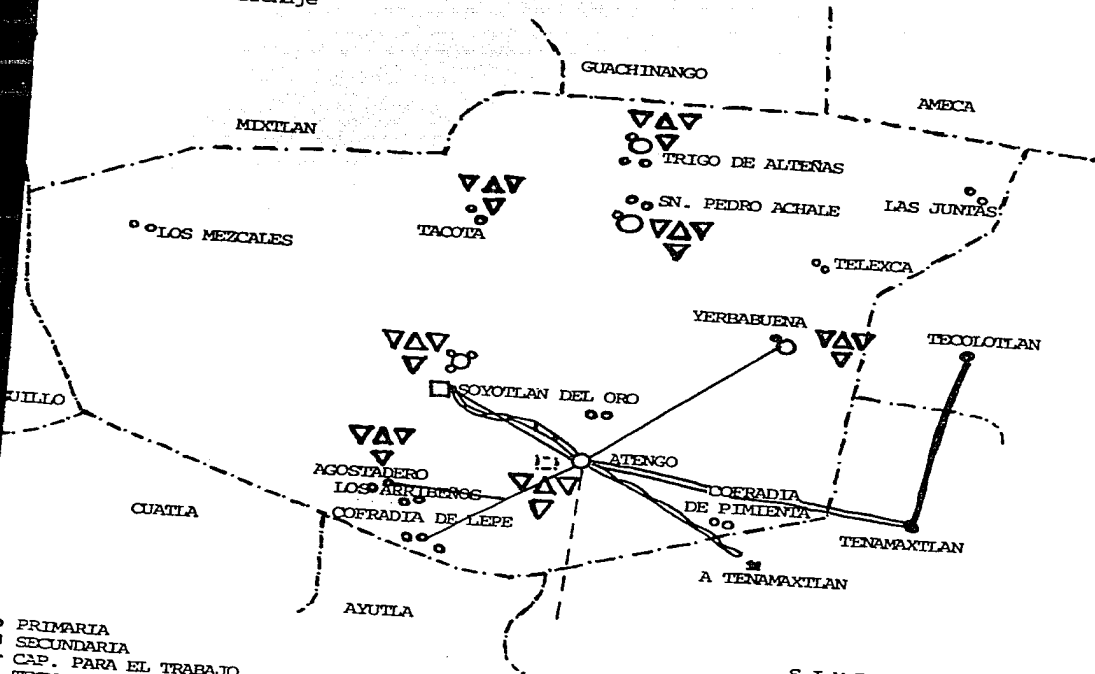 GUACHINANGO
AMECA
MIXTLAN
TRIGO DE ALTEÑAS
SN. PEDRO ACHALE
LAS JUNTAS
TACOTA
LOS MEZCALES
TELEXCA
YERBABUENA
TECOLOTLAN
SOYOTLAN DEL ORO
ATENGO
AGOSTADERO
LOS ARRIBEÑOS
COFRADIA DE LEPE
COFRADIA
DE PIMIENTA
CUATLA
TENAMAXTLAN
A TENAMAXTLAN
AYUTLA
PRIMARIA
SECUNDARIA
CAP. PARA EL TRABAJO